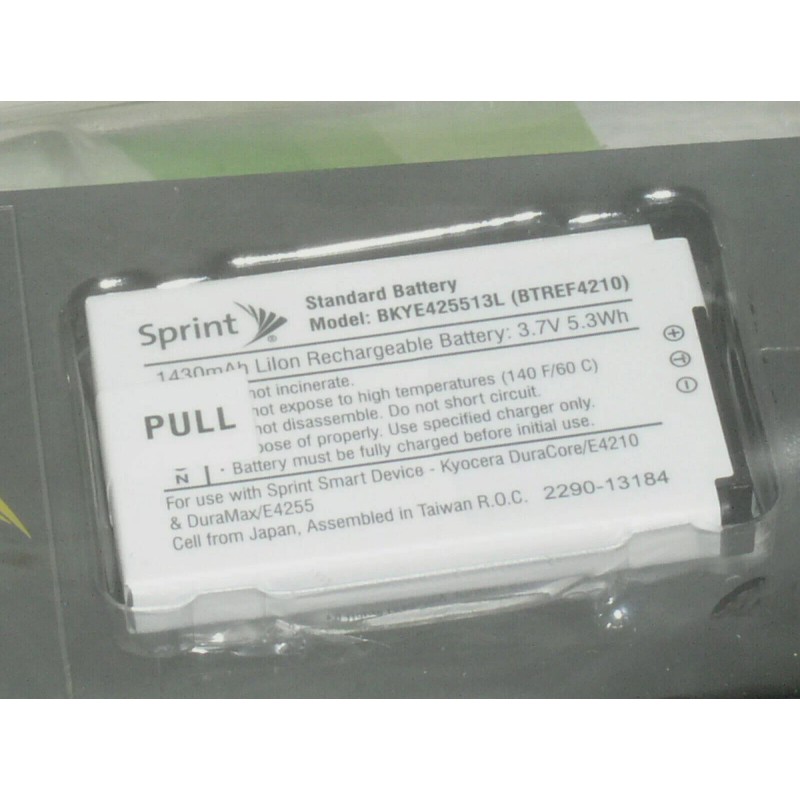 Sprint
Standard Battery
Model: BKYE425513L (BTREF4210)
1430mAh LiIon Rechargeable Battery: 3.7V 5.3Wh
not incinerate.
not expose to high temperatures (140 F/60 C)
not disassemble. Do not short circuit.
pose of properly. Use specified charger only.
· Battery must be fully charged before initial use.
PULL
For use with Sprint Smart Device - Kyocera DuraCore/E4210
& DuraMax/E4255
Cell from Japan, Assembled in Taiwan R.O.C. 2290-13184